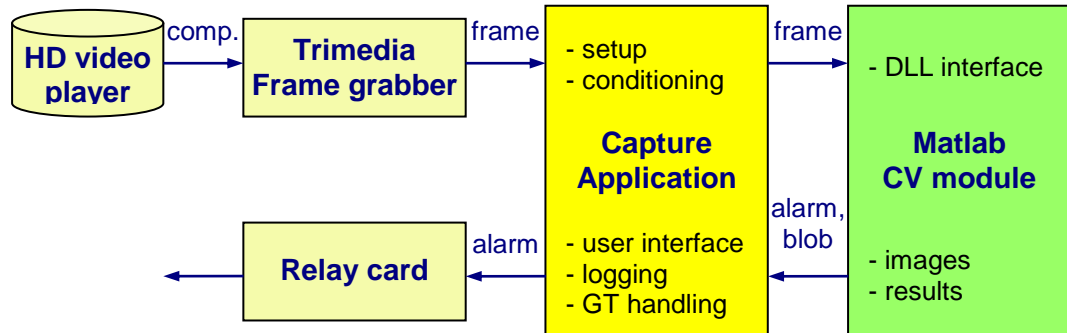 HD video
player
comp.
Trimedia
Frame grabber
frame
- setup
- conditioning
Capture
Application
- user interface
- logging
- GT handling
frame
- DLL interface
Matlab
CV module
- images
- results
alarm,
blob
alarm
Relay card